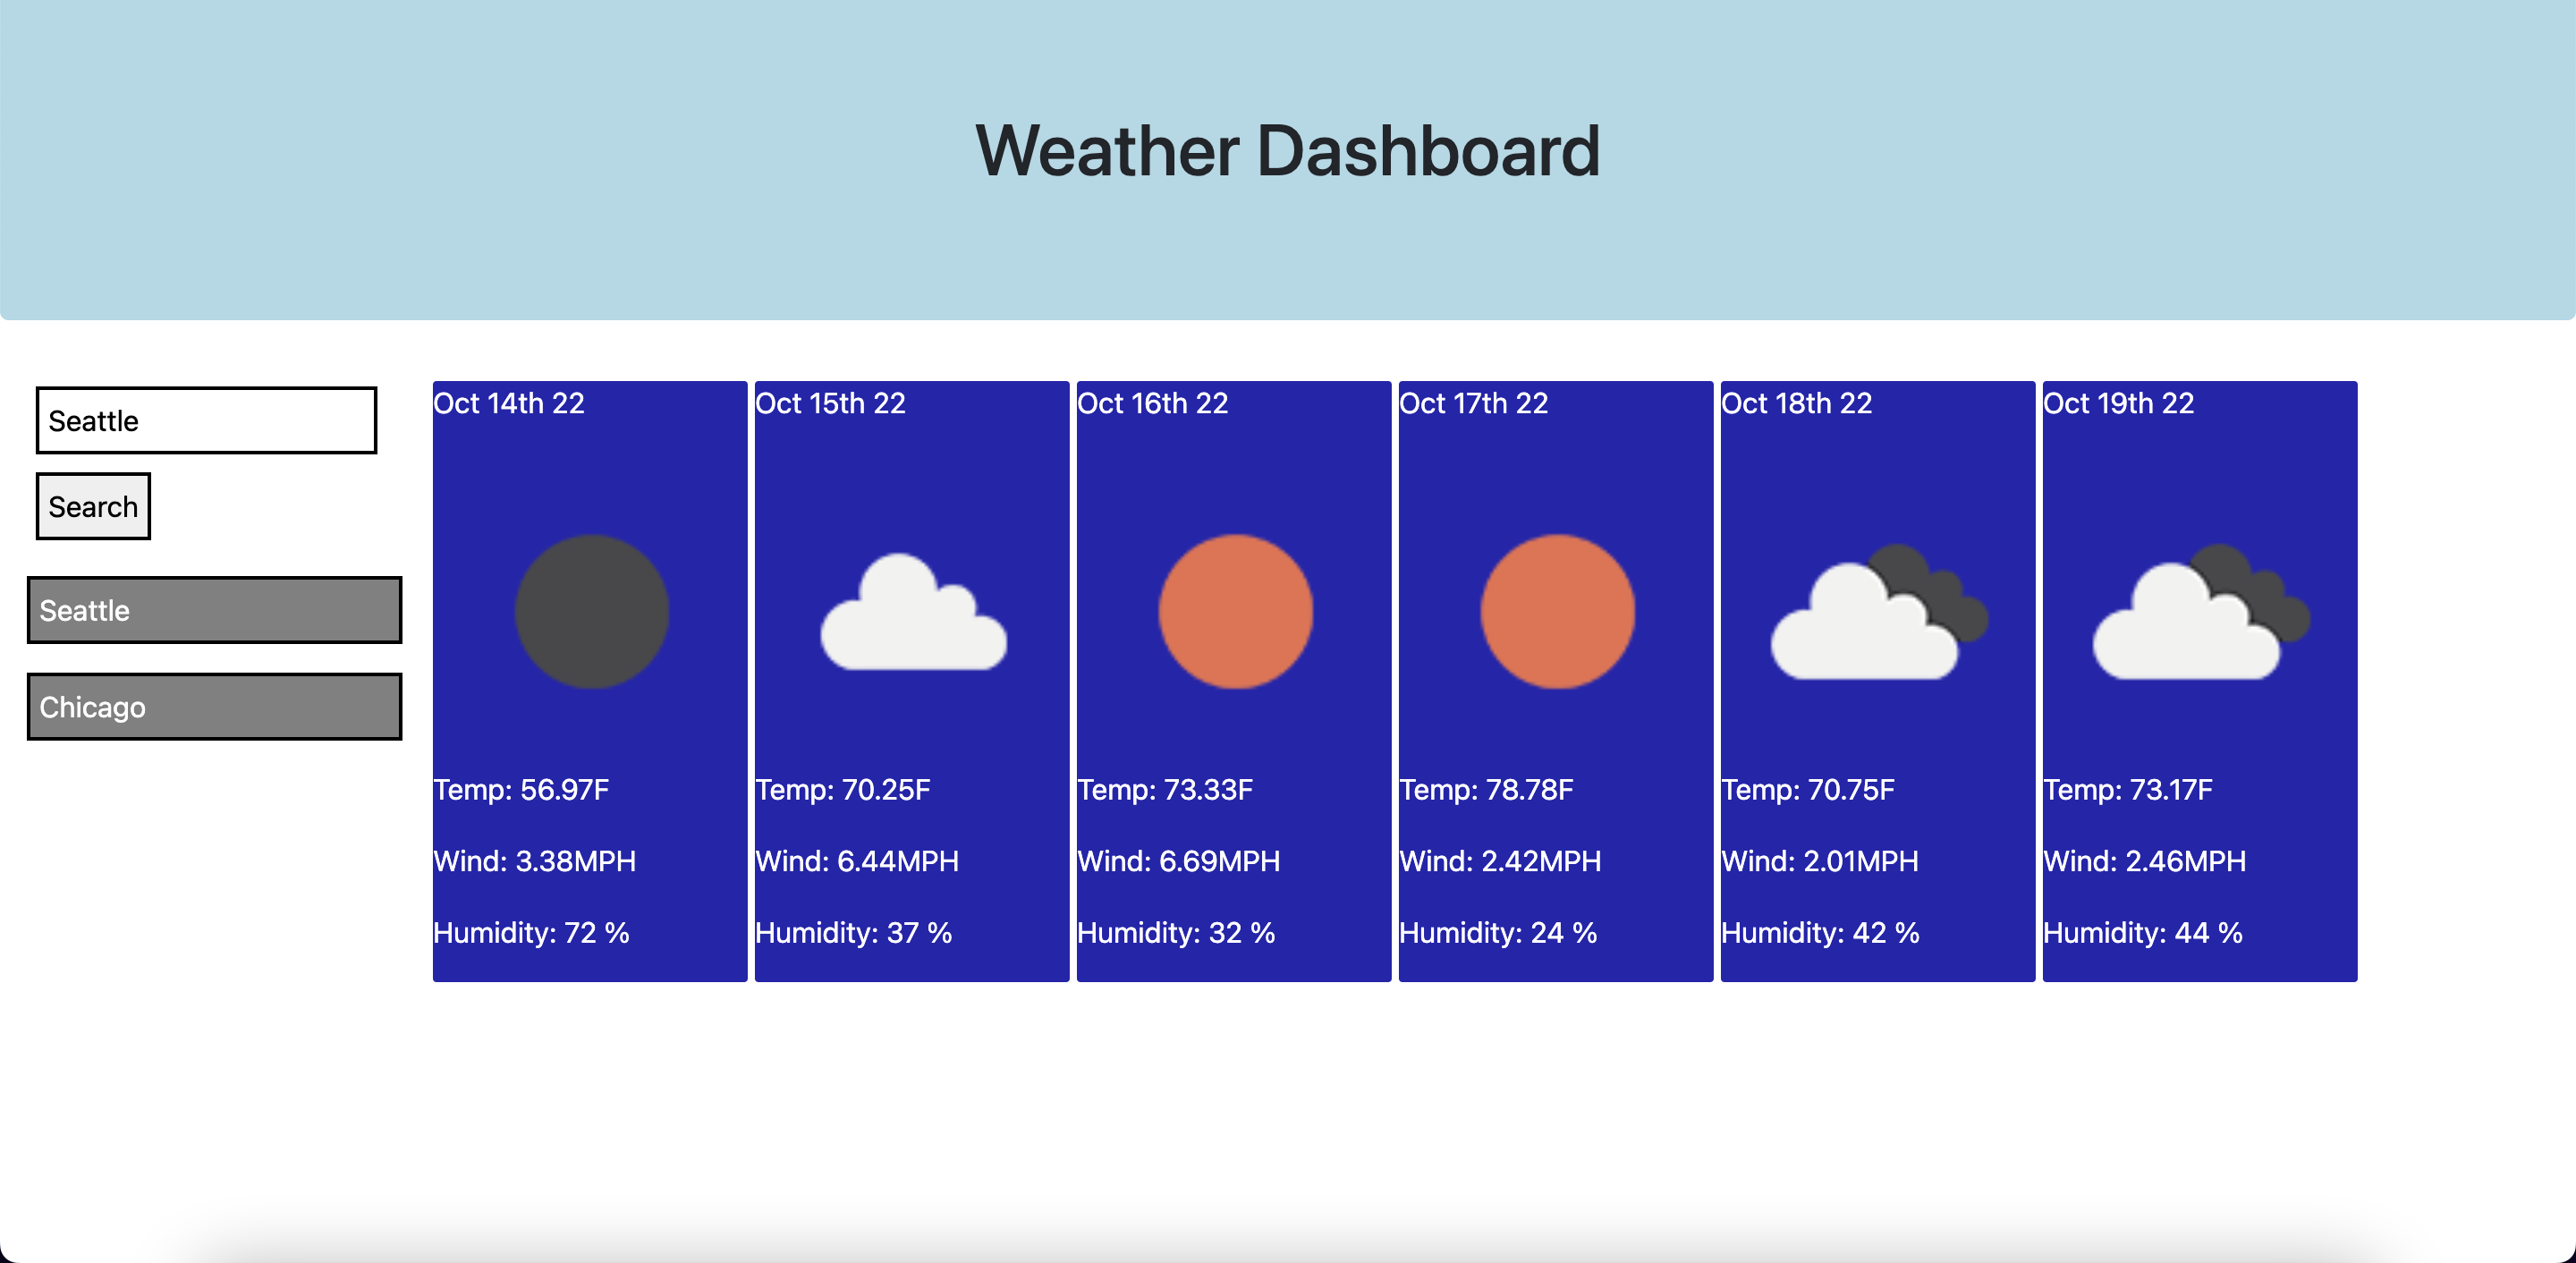 Weather Dashboard
Seattle
Search
Seattle
Chicago
Oct 14th 22
Temp: 56.97F
Wind: 3.38MPH
Humidity: 72 %
Oct 15th 22
Temp: 70.25F
Wind: 6.44MPH
Humidity: 37 %
Oct 16th 22
Temp: 73.33F
Wind: 6.69MPH
Humidity: 32 %
Oct 17th 22
Temp: 78.78F
Wind: 2.42MPH
Humidity: 24 %
Oct 18th 22
Temp: 70.75F
Wind: 2.01MPH
Humidity: 42 %
Oct 19th 22
Temp: 73.17F
Wind: 2.46MPH
Humidity: 44 %